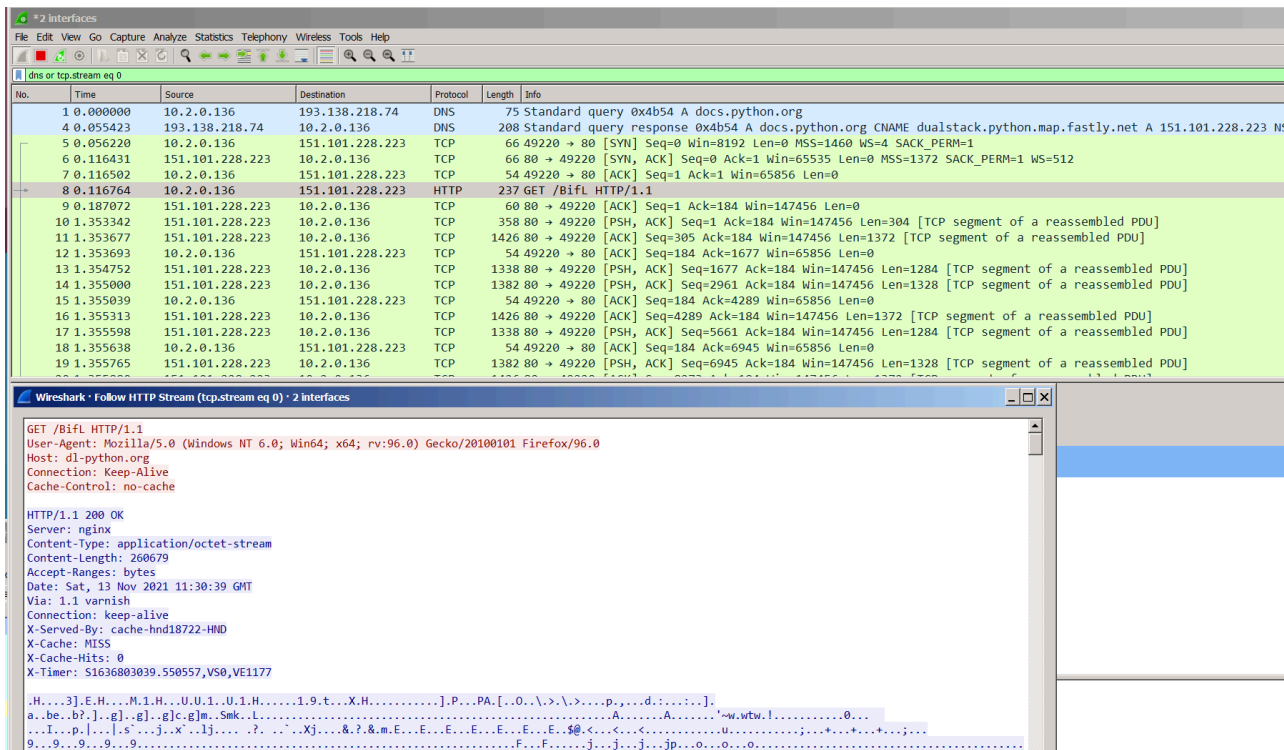 *2 interfaces
File Edit View Go Capture Analyze Statistics Telephony Wireless Tools Help
dns or tcp.stream eq 0
No. Time Source Destination Protocol Length Info
1 0.000000 10.2.0.136 193.138.218.74 DNS 75 Standard query 0x4b54 A docs.python.org
4 0.055423 193.138.218.74 10.2.0.136 DNS 208 Standard query response 0x4b54 A docs.python.org CNAME dualstack.python.map.fastly.net A 151.101.228.223 NS
5 0.056220 10.2.0.136 151.101.228.223 TCP 66 49220 → 80 [SYN] Seq=0 Win=8192 Len=0 MSS=1460 WS=4 SACK_PERM=1
6 0.116431 151.101.228.223 10.2.0.136 TCP 66 80 → 49220 [SYN, ACK] Seq=0 Ack=1 Win=65535 Len=0 MSS=1372 SACK_PERM=1 WS=512
7 0.116502 10.2.0.136 151.101.228.223 TCP 54 49220 → 80 [ACK] Seq=1 Ack=1 Win=65856 Len=0
8 0.116764 10.2.0.136 151.101.228.223 HTTP 237 GET /BifL HTTP/1.1
9 0.187072 151.101.228.223 10.2.0.136 TCP 60 80 → 49220 [ACK] Seq=1 Ack=184 Win=147456 Len=0
10 1.353342 151.101.228.223 10.2.0.136 TCP 358 80 → 49220 [PSH, ACK] Seq=1 Ack=184 Win=147456 Len=304 [TCP segment of a reassembled PDU]
11 1.353677 151.101.228.223 10.2.0.136 TCP 1426 80 → 49220 [ACK] Seq=305 Ack=184 Win=147456 Len=1372 [TCP segment of a reassembled PDU]
12 1.353693 10.2.0.136 151.101.228.223 TCP 54 49220 → 80 [ACK] Seq=184 Ack=1677 Win=65856 Len=0
13 1.354752 151.101.228.223 10.2.0.136 TCP 1338 80 → 49220 [PSH, ACK] Seq=1677 Ack=184 Win=147456 Len=1284 [TCP segment of a reassembled PDU]
14 1.355000 151.101.228.223 10.2.0.136 TCP 1382 80 → 49220 [PSH, ACK] Seq=2961 Ack=184 Win=147456 Len=1328 [TCP segment of a reassembled PDU]
15 1.355039 10.2.0.136 151.101.228.223 TCP 54 49220 → 80 [ACK] Seq=184 Ack=4289 Win=65856 Len=0
16 1.355313 151.101.228.223 10.2.0.136 TCP 1426 80 → 49220 [ACK] Seq=4289 Ack=184 Win=147456 Len=1372 [TCP segment of a reassembled PDU]
17 1.355598 151.101.228.223 10.2.0.136 TCP 1338 80 → 49220 [PSH, ACK] Seq=5661 Ack=184 Win=147456 Len=1284 [TCP segment of a reassembled PDU]
18 1.355638 10.2.0.136 151.101.228.223 TCP 54 49220 → 80 [ACK] Seq=184 Ack=6945 Win=65856 Len=0
19 1.355765 151.101.228.223 10.2.0.136 TCP 1382 80 → 49220 [PSH, ACK] Seq=6945 Ack=184 Win=147456 Len=1328 [TCP segment of a reassembled PDU]
Wireshark · Follow HTTP Stream (tcp.stream eq 0) · 2 interfaces
GET /BifL HTTP/1.1
User-Agent: Mozilla/5.0 (Windows NT 6.0; Win64; x64; rv:96.0) Gecko/20100101 Firefox/96.0
Host: dl-python.org
Connection: Keep-Alive
Cache-Control: no-cache
HTTP/1.1 200 OK
Server: nginx
Content-Type: application/octet-stream
Content-Length: 260679
Accept-Ranges: bytes
Date: Sat, 13 Nov 2021 11:30:39 GMT
Via: 1.1 varnish
Connection: keep-alive
X-Served-By: cache-hnd18722-HND
X-Cache: MISS
X-Cache-Hits: 0
X-Timer: S1636803039.550557,VS0,VE1177
.H....3].E.H....M.1.H...U.U.1..U.1.H......1.9.t...X.H...........].P...PA.[..O..\.>.\.>....p.,...d.:...:..].